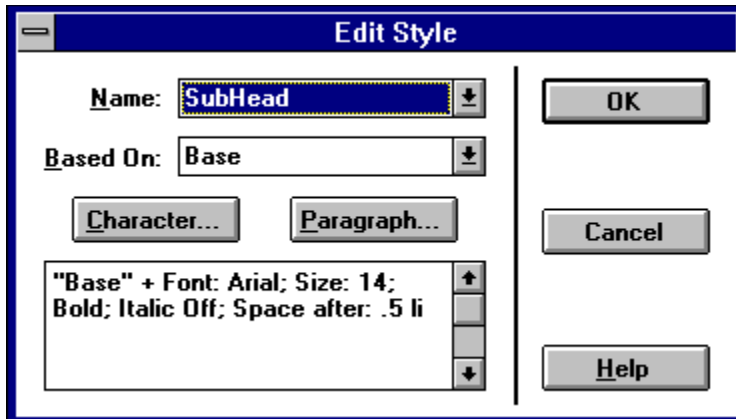 Edit Style
Name: SubHead
OK
Based On: Base
Character... Paragraph...
Cancel
"Base" + Font: Arial; Size: 14;
Bold; Italic Off; Space after: .5 li
Help